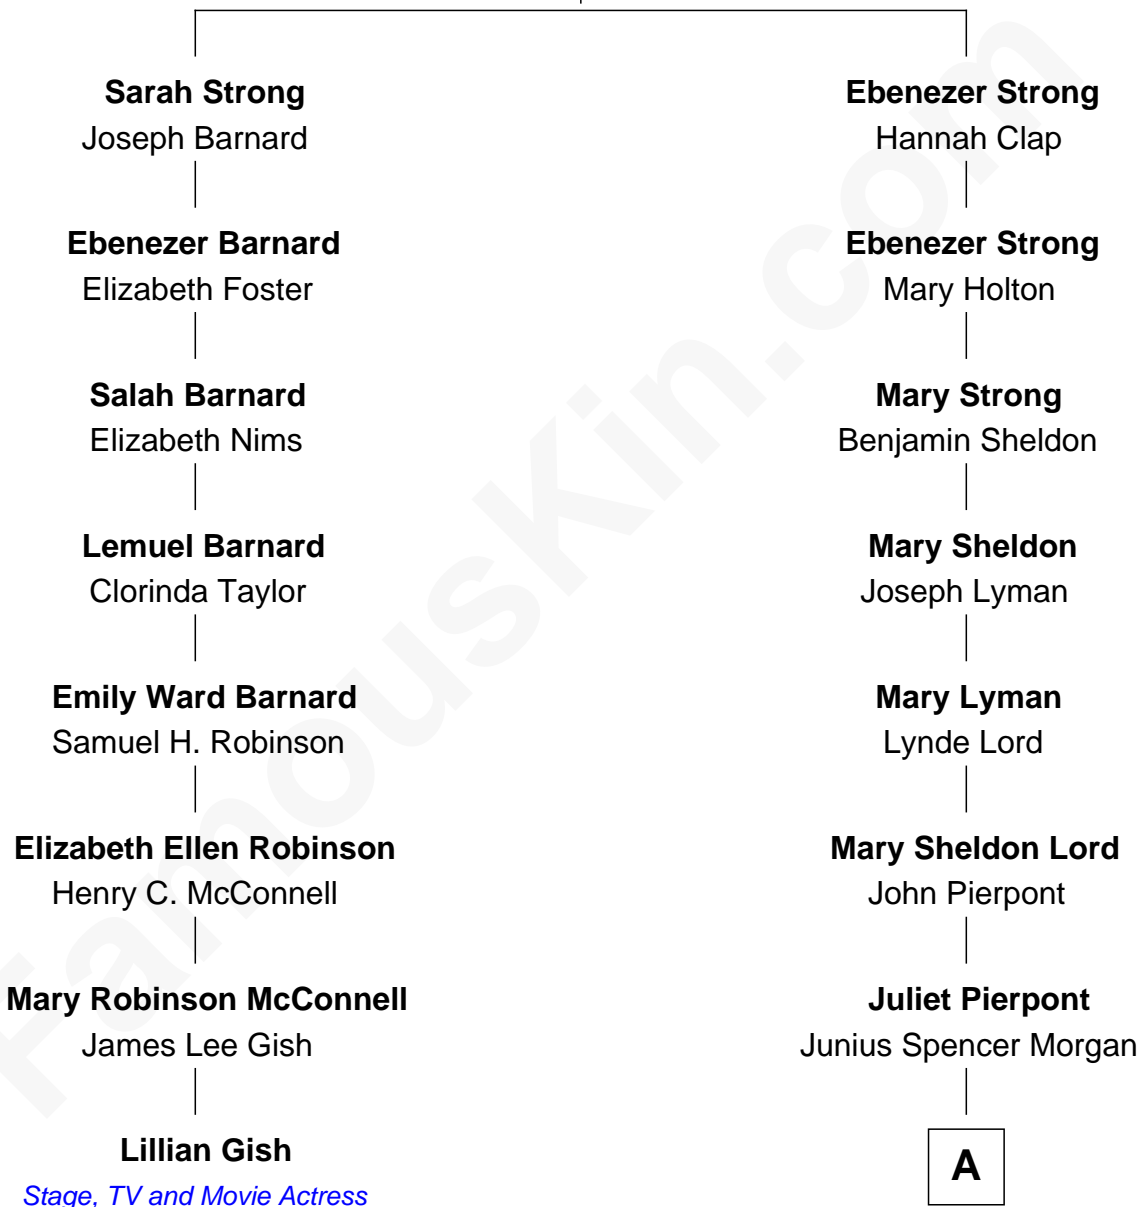 Sarah Strong
Joseph Barnard
Ebenezer Barnard
Elizabeth Foster
Salah Barnard
Elizabeth Nims
Lemuel Barnard
Clorinda Taylor
Emily Ward Barnard
Samuel H. Robinson
Elizabeth Ellen Robinson
Henry C. McConnell
Mary Robinson McConnell
James Lee Gish
Lillian Gish
Stage, TV and Movie Actress
Ebenezer Strong
Hannah Clap
Ebenezer Strong
Mary Holton
Mary Strong
Benjamin Sheldon
Mary Sheldon
Joseph Lyman
Mary Lyman
Lynde Lord
Mary Sheldon Lord
John Pierpont
Juliet Pierpont
Junius Spencer Morgan
A
FamousKin.com